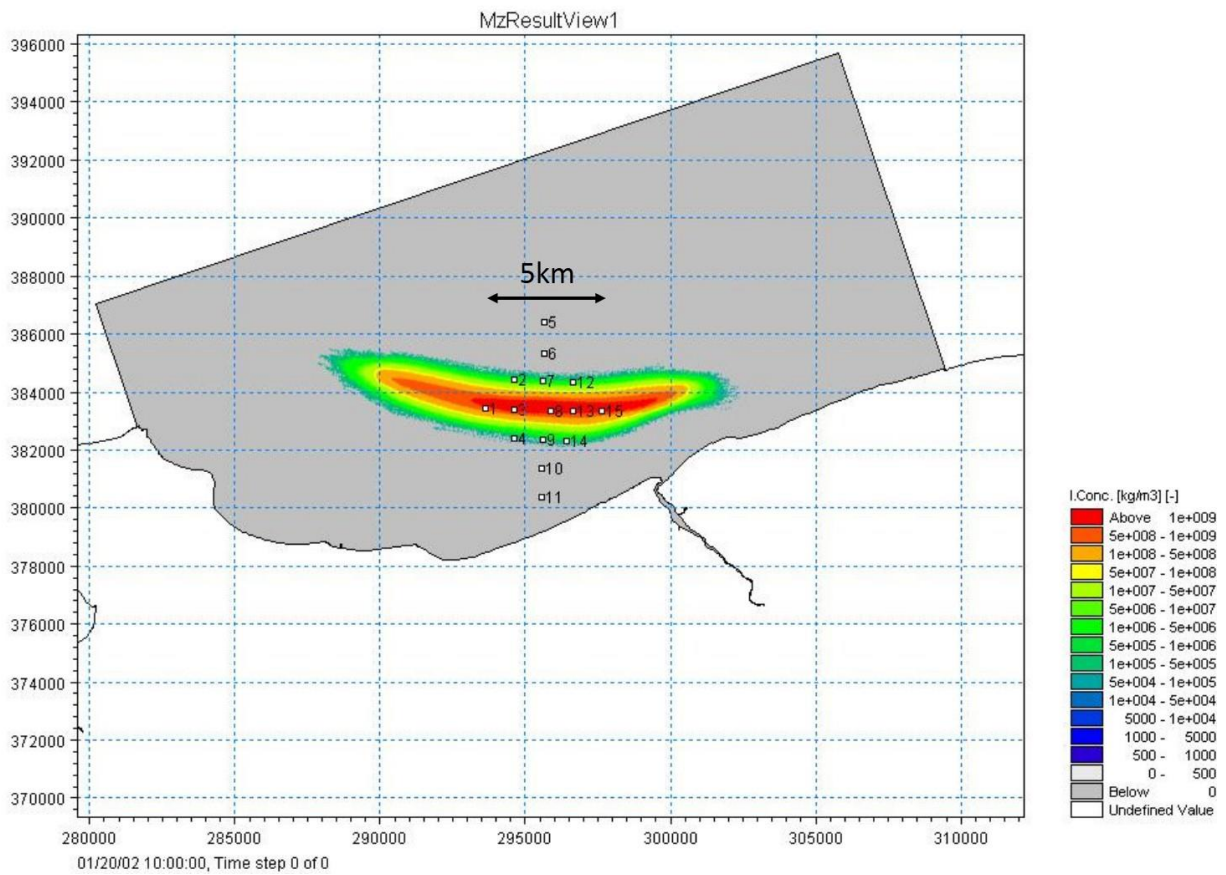 MzResultView1
396000
394000
392000
390000
388000
386000
384000
382000
380000
378000
376000
374000
372000
370000
5km
5
6
2 7 12
1 3 8 13 15
4 9 14
10
11
280000 285000 290000 295000 300000 305000 310000
01/20/02 10:00:00, Time step 0 of 0
I.Conc. [kg/m3] [-]
Above 1e+009
5e+008 - 1e+009
1e+008 - 5e+008
5e+007 - 1e+008
1e+007 - 5e+007
5e+006 - 1e+007
1e+006 - 5e+006
5e+005 - 1e+006
1e+005 - 5e+005
5e+004 - 1e+005
1e+004 - 5e+004
5000 - 1e+004
1000 - 5000
500 - 1000
0 - 500
Below 0
Undefined Value